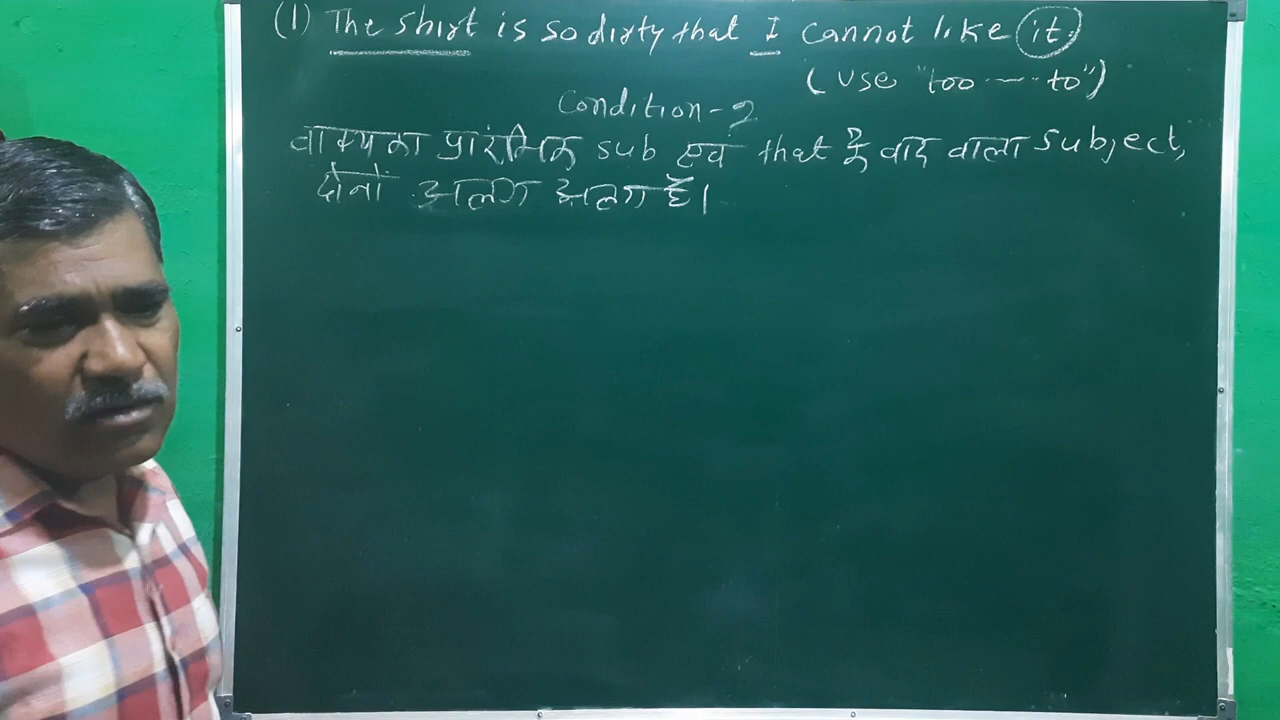 (1) The shirt is so dirty that I cannot like it.
(Use "too ---- to")
Condition-2
वाक्य का प्रारंभिक sub एवं that के बाद वाला subject,
दोनों अलग अलग हैं।